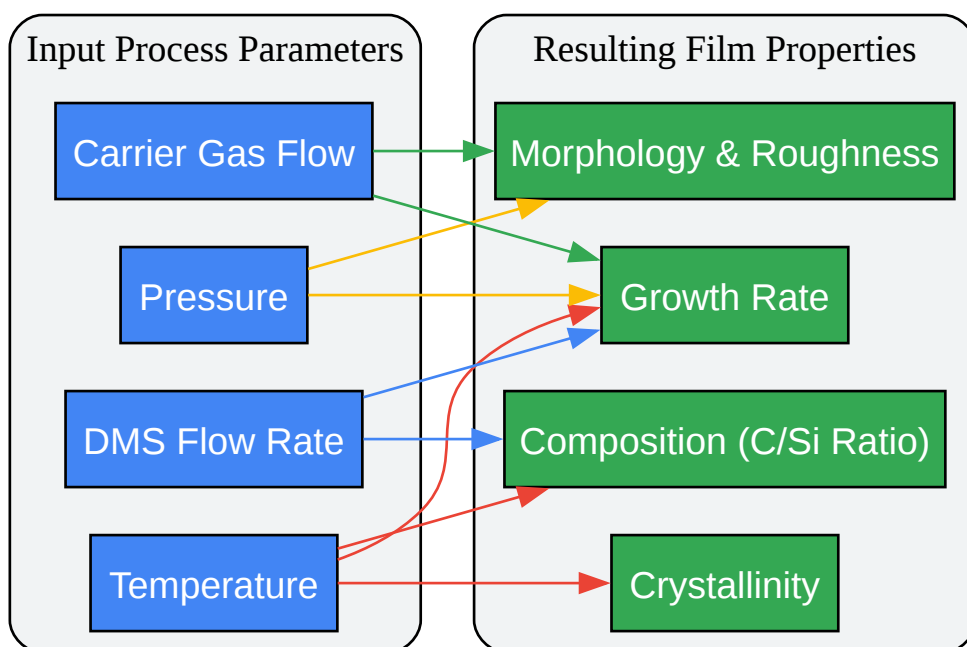 Input Process Parameters
Carrier Gas Flow
Pressure
DMS Flow Rate
Temperature
Resulting Film Properties
Morphology & Roughness
Growth Rate
Composition (C/Si Ratio)
Crystallinity